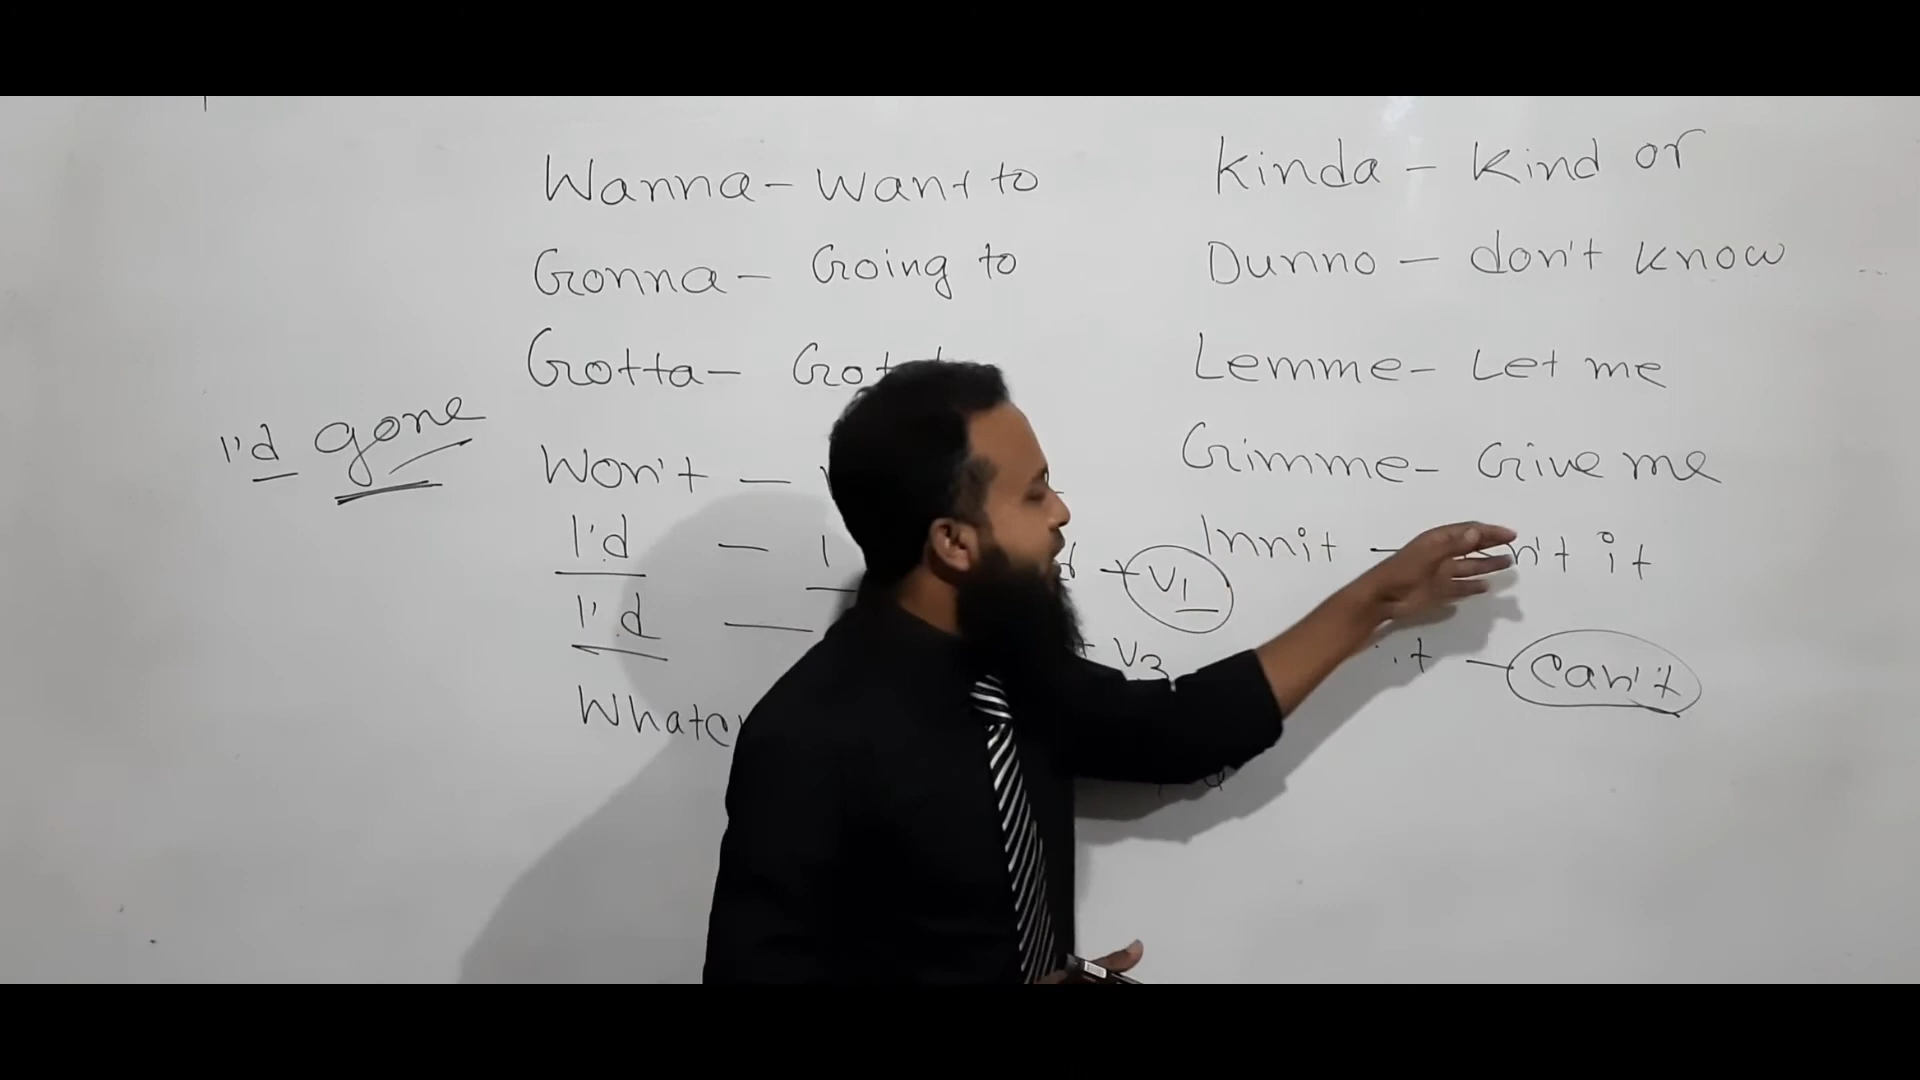 Wanna - Want to
Gonna - Going to
Gotta - Got
I'd gone
Won't -
I'd - I + V1
I'd - + V3
Kinda - Kind of
Dunno - don't know
Lemme - Let me
Gimme - Give me
Innit - n't it
- Can't